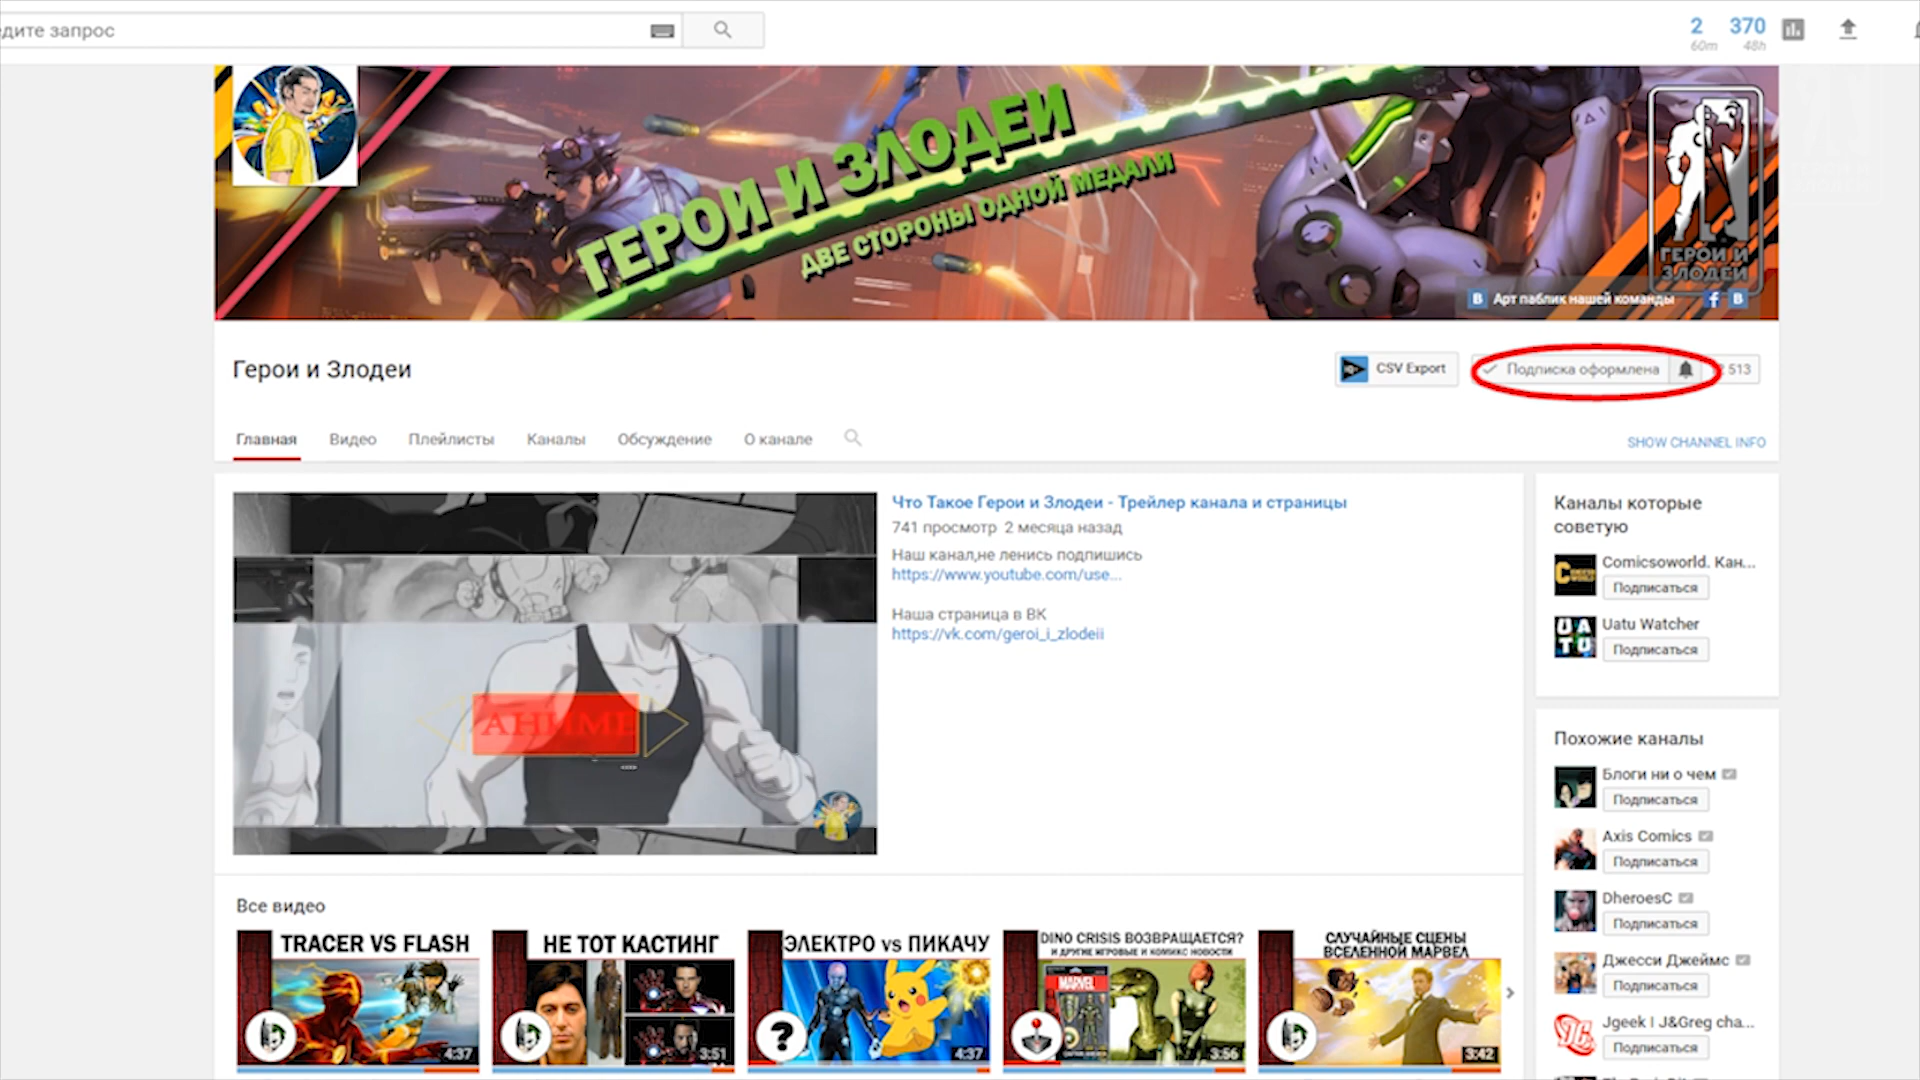 едите запрос
2 370
60m 48h
ГЕРОИ И ЗЛОДЕИ
ДВЕ СТОРОНЫ ОДНОЙ МЕДАЛИ
ГЕРОИ И
ЗЛОДЕИ
Арт паблик нашей команды
Герои и Злодеи
CSV Export
Подписка оформлена
513
Главная Видео Плейлисты Каналы Обсуждение О канале
SHOW CHANNEL INFO
АНИМЕ
Что Такое Герои и Злодеи - Трейлер канала и страницы
741 просмотр 2 месяца назад
Наш канал,не ленись подпишись
https://www.youtube.com/use...
Наша страница в ВК
https://vk.com/geroi_i_zlodeii
Каналы которые
советую
Comicsoworld. Кан...
Подписаться
UA
TU
Uatu Watcher
Подписаться
Похожие каналы
Блоги ни о чем
Подписаться
Axis Comics
Подписаться
DheroesC
Подписаться
Джесси Джеймс
Подписаться
Jgeek I J&Greg cha...
Подписаться
Все видео
TRACER VS FLASH
4:37
НЕ ТОТ КАСТИНГ
3:51
ЭЛЕКТРО vs ПИКАЧУ
?
4:37
DINO CRISIS ВОЗВРАЩАЕТСЯ?
И ДРУГИЕ ИГРОВЫЕ И КОМИКС НОВОСТИ
MARVEL
3:56
СЛУЧАЙНЫЕ СЦЕНЫ
ВСЕЛЕННОЙ МАРВЕЛ
3:42